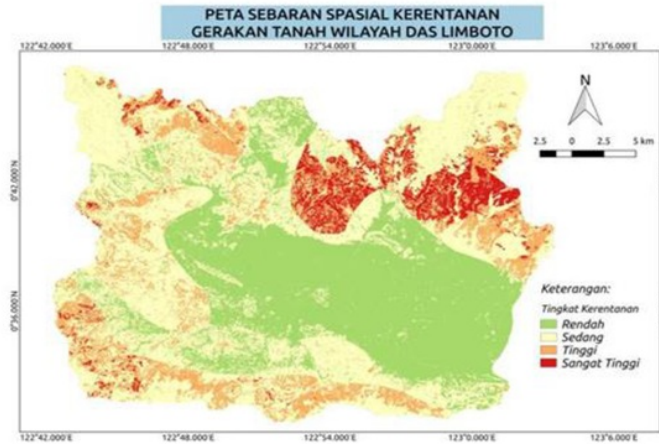 PETA SEBARAN SPASIAL KERENTANAN
GERAKAN TANAH WILAYAH DAS LIMBOTO
122°42.000'E 122°48.000'E 122°54.000'E 123°0.000'E 123°6.000'E
N
2.5 0 2.5 5 km
0°42.000'N
0°36.000'N
Keterangan:
Tingkat Kerentanan
Rendah
Sedang
Tinggi
Sangat Tinggi
122°42.000'E 122°48.000'E 122°54.000'E 123°0.000'E 123°6.000'E